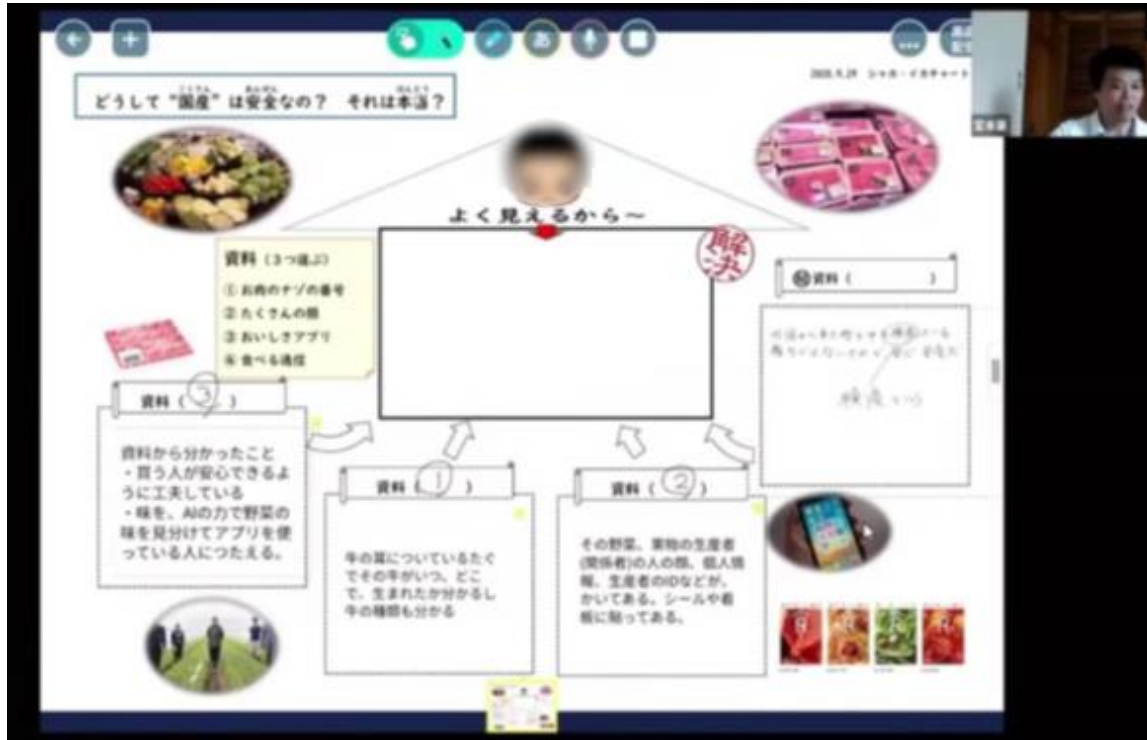 どうして"国産"は安全なの？　それは本当？
よく見えるから～
解決
資料（3つ選ぶ）
① お肉のナゾの番号
② たくさんの顔
③ おいしさアプリ
④ 食べる通信
資料（③）
資料から分かったこと
・買う人が安心できるよ
うに工夫している
・味を、AIの力で野菜の
味を見分けてアプリを使
っている人につたえる。
資料（①）
牛の耳についているたぐ
でその牛がいつ、どこ
で、生まれたか分かるし
牛の種類も分かる
資料（②）
その野菜、果物の生産者
(関係者)の人の顔、個人情
報、生産者のIDなどが、
かいてある。シールや看
板に貼ってある。
資料（　　）